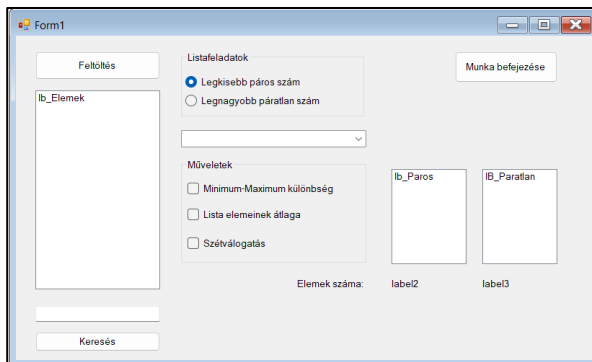 Form1
Feltöltés
lb_Elemek
Keresés
Listafeladatok
Legkisebb páros szám
Legnagyobb páratlan szám
Műveletek
Minimum-Maximum különbség
Lista elemeinek átlaga
Szétválogatás
Munka befejezése
lb_Paros
lB_Paratlan
Elemek száma:
label2
label3